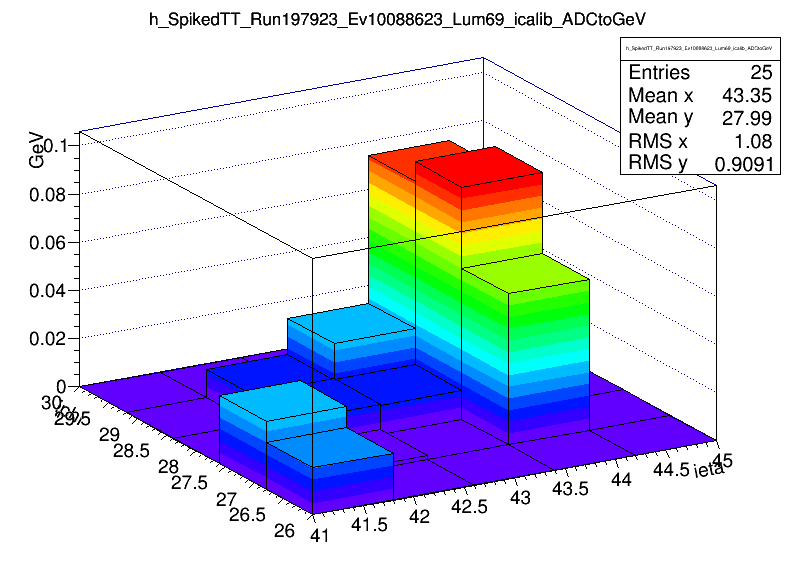 h_SpikedTT_Run197923_Ev10088623_Lum69_icalib_ADCtoGeV
h_SpikedTT_Run197923_Ev10088623_Lum69_icalib_ADCtoGeV
Entries 25
Mean x 43.35
Mean y 27.99
RMS x 1.08
RMS y 0.9091
GeV
0.1
0.08
0.06
0.04
0.02
0
30
29.5
29
28.5
28
27.5
27
26.5
26
41
41.5
42
42.5
43
43.5
44
44.5
45
ieta